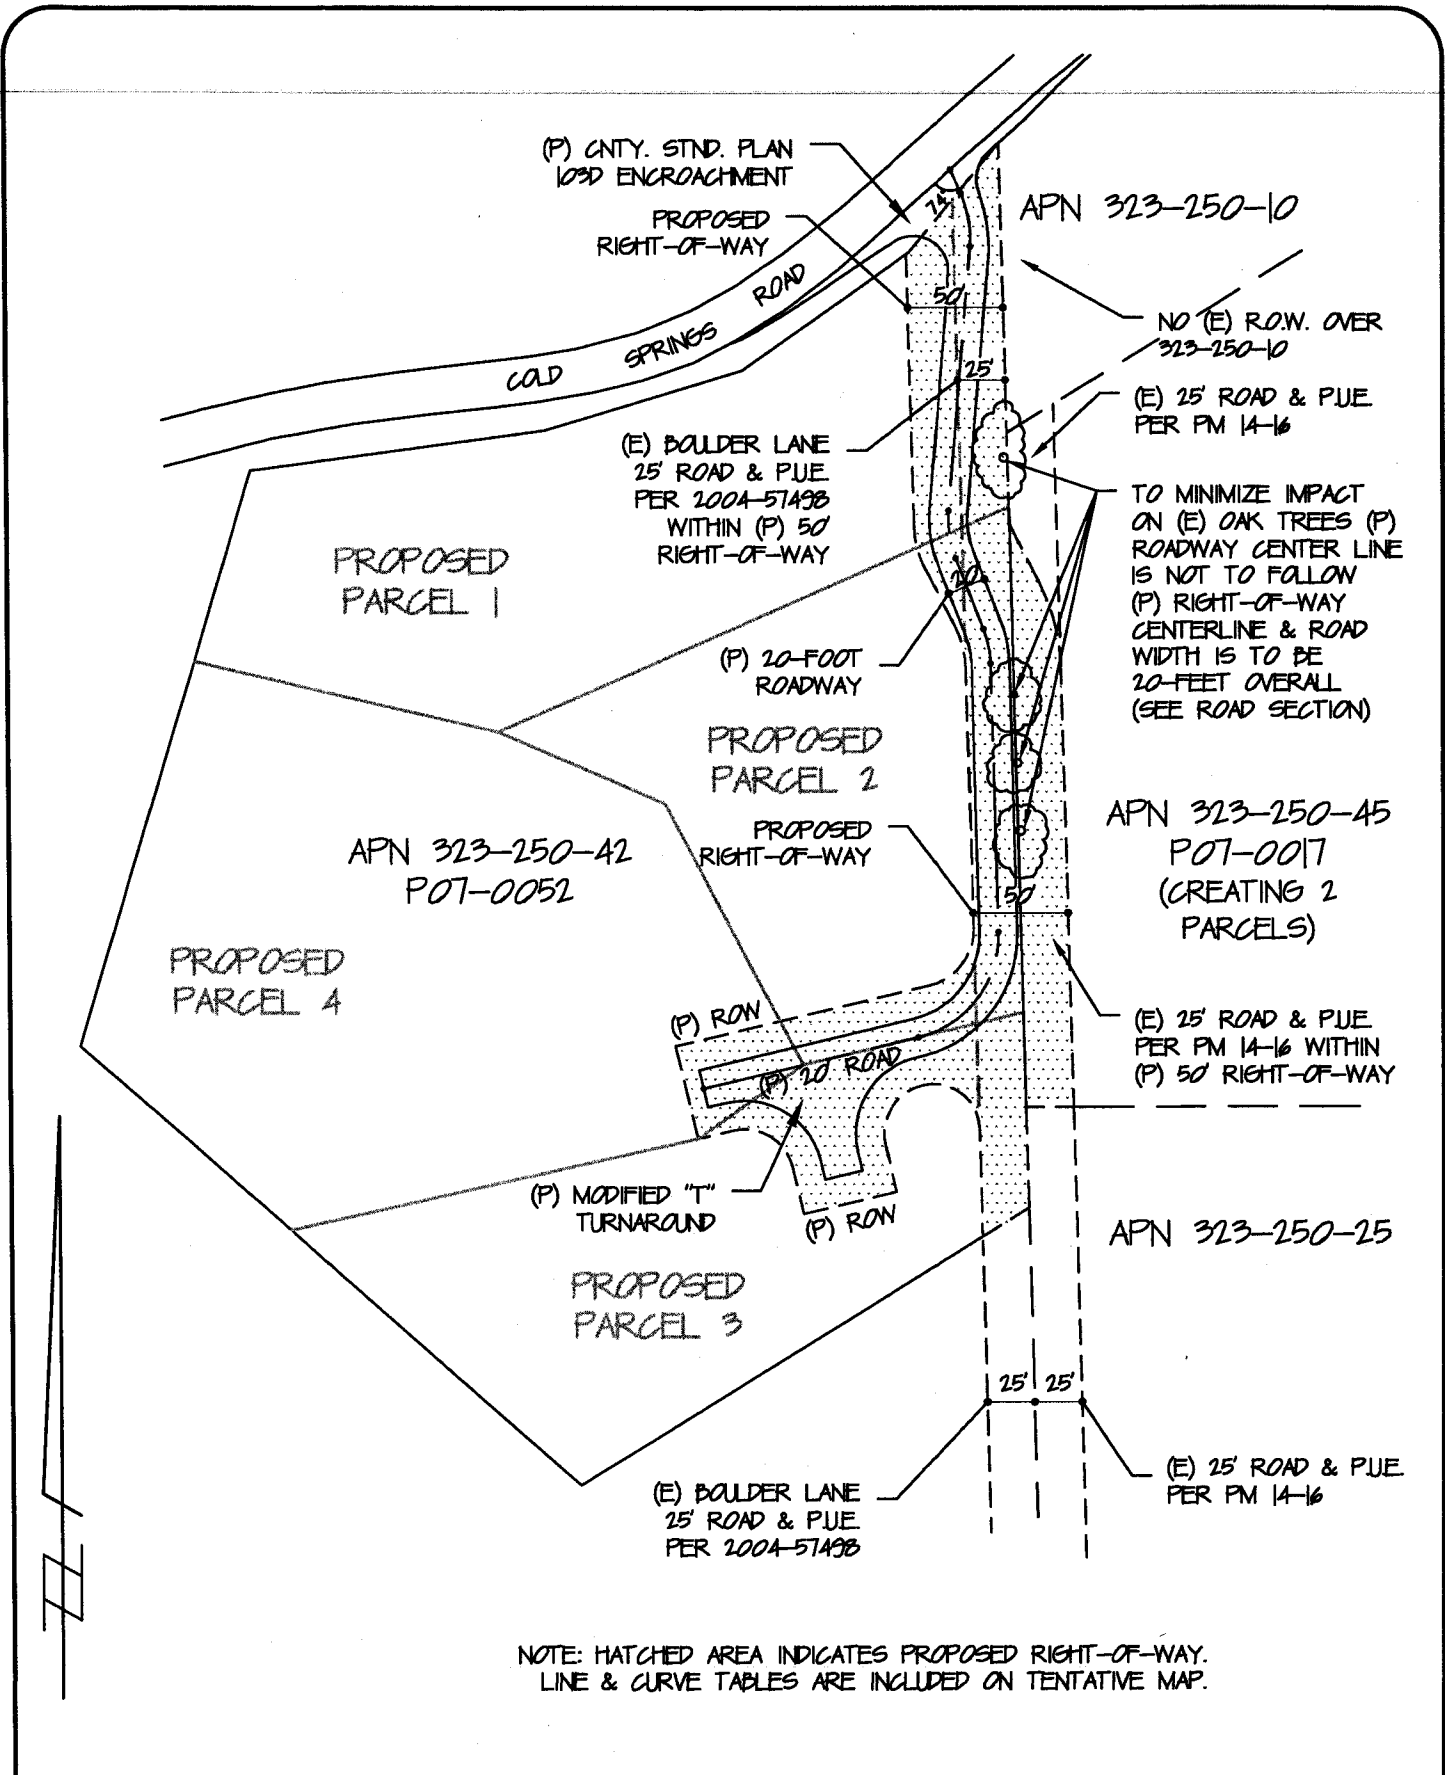 (P) CNTY. STND. PLAN
103D ENCROACHMENT
PROPOSED
RIGHT-OF-WAY
24'
APN 323-250-10
COLD SPRINGS ROAD
50'
NO (E) R.O.W. OVER
323-250-10
25'
(E) 25' ROAD & P.U.E.
PER PM 14-16
(E) BOULDER LANE
25' ROAD & P.U.E.
PER 2004-57498
WITHIN (P) 50'
RIGHT-OF-WAY
TO MINIMIZE IMPACT
ON (E) OAK TREES (P)
ROADWAY CENTER LINE
IS NOT TO FOLLOW
(P) RIGHT-OF-WAY
CENTERLINE & ROAD
WIDTH IS TO BE
20-FEET OVERALL
(SEE ROAD SECTION)
PROPOSED
PARCEL 1
20'
(P) 20-FOOT
ROADWAY
PROPOSED
PARCEL 2
PROPOSED
RIGHT-OF-WAY
APN 323-250-45
P07-0017
(CREATING 2
PARCELS)
APN 323-250-42
P07-0052
50'
PROPOSED
PARCEL 4
(P) ROW
(P) 20' ROAD
(E) 25' ROAD & P.U.E.
PER PM 14-16 WITHIN
(P) 50' RIGHT-OF-WAY
(P) MODIFIED "T"
TURNAROUND
(P) ROW
APN 323-250-25
PROPOSED
PARCEL 3
25' 25'
(E) BOULDER LANE
25' ROAD & P.U.E.
PER 2004-57498
(E) 25' ROAD & P.U.E.
PER PM 14-16
N
NOTE: HATCHED AREA INDICATES PROPOSED RIGHT-OF-WAY.
LINE & CURVE TABLES ARE INCLUDED ON TENTATIVE MAP.